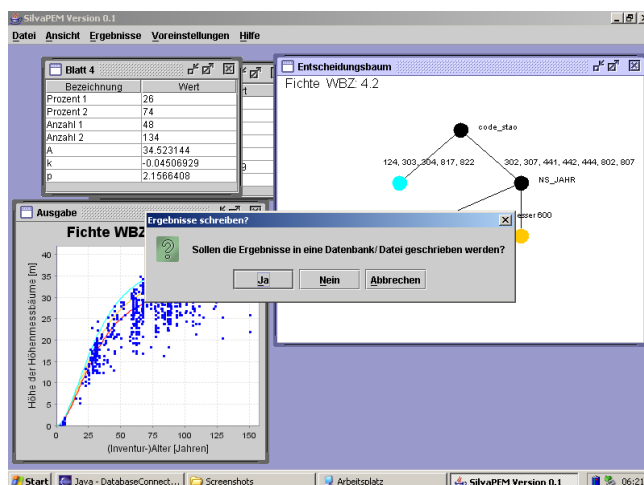 SilvaPEM Version 0.1
Datei Ansicht Ergebnisse Voreinstellungen Hilfe
Blatt 4
Bezeichnung Wert
Prozent 1 26
Prozent 2 74
Anzahl 1 48
Anzahl 2 134
A 34.523144
k -0.04506929
p 2.1566408
Entscheidungsbaum
Fichte WBZ: 4.2
code_stao
124, 303, 304, 817, 822
302, 307, 441, 442, 444, 802, 807
NS_JAHR
600
Ausgabe
Fichte WBZ
Höhe der Höhenmessbäume [m]
40
35
30
25
20
15
10
5
0
0 25 50 75 100 125 150
(Inventur-)Alter [Jahren]
Ergebnisse schreiben?
Sollen die Ergebnisse in eine Datenbank/ Datei geschrieben werden?
Ja Nein Abbrechen
Start Java - DatabaseConnect... Screenshots Arbeitsplatz SilvaPEM Version 0.1